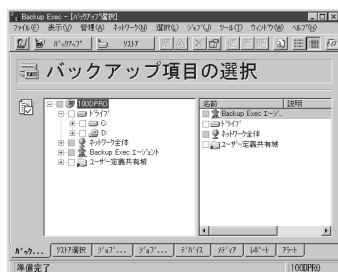 Backup Exec - [ﾊﾞｯｸｱｯﾌﾟ選択]
ファイル(F) 表示(V) 管理(A) ネットワーク(N) 選択(L) ジョブ(J) ツール(T) ウィンドウ(W) ヘルプ(H)
ﾊﾞｯｸｱｯﾌﾟ ﾘｽﾄｱ
バックアップ項目の選択
100DPRO
ﾄﾞﾗｲﾌﾞ
C:
D:
ﾈｯﾄﾜｰｸ全体
Backup Exec ｴｰｼﾞｪﾝﾄ
ﾕｰｻﾞｰ定義共有域
名前 説明
Backup Exec ｴｰｼﾞ...
ﾄﾞﾗｲﾌﾞ
ﾈｯﾄﾜｰｸ全体
ﾕｰｻﾞｰ定義共有域
ﾊﾞｯｸ... ﾘｽﾄｱ選択 ｼﾞｮﾌﾞ... ｼﾞｮﾌﾞ... ﾃﾞﾊﾞｲｽ ﾒﾃﾞｨｱ ﾚﾎﾟｰﾄ ｱﾗｰﾄ
準備完了 100DPRO